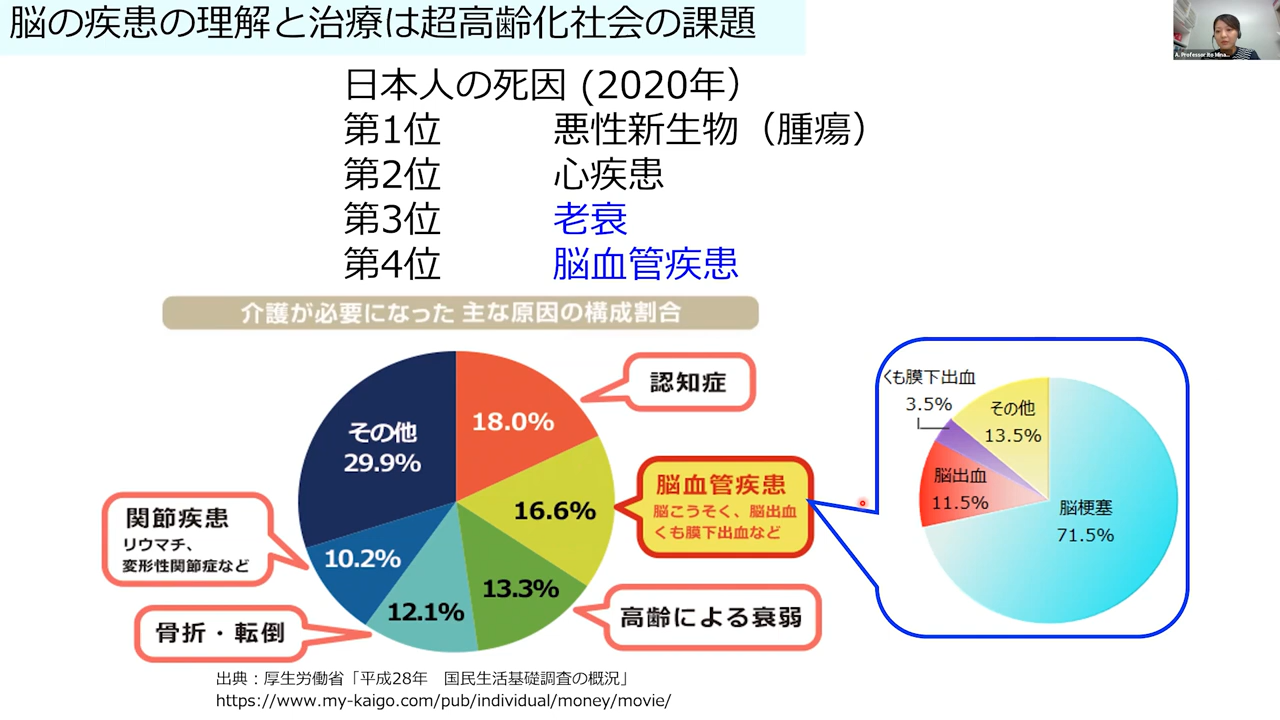 脳の疾患の理解と治療は超高齢化社会の課題
A. Professor Ito Mina...
日本人の死因 (2020年)
第1位 悪性新生物（腫瘍）
第2位 心疾患
第3位 老衰
第4位 脳血管疾患
介護が必要になった 主な原因の構成割合
認知症
18.0%
その他
29.9%
脳血管疾患
脳こうそく、脳出血
くも膜下出血など
16.6%
関節疾患
リウマチ、
変形性関節症など
10.2%
13.3%
高齢による衰弱
12.1%
骨折・転倒
くも膜下出血
3.5%
その他
13.5%
脳出血
11.5%
脳梗塞
71.5%
出典：厚生労働省「平成28年　国民生活基礎調査の概況」
https://www.my-kaigo.com/pub/individual/money/movie/